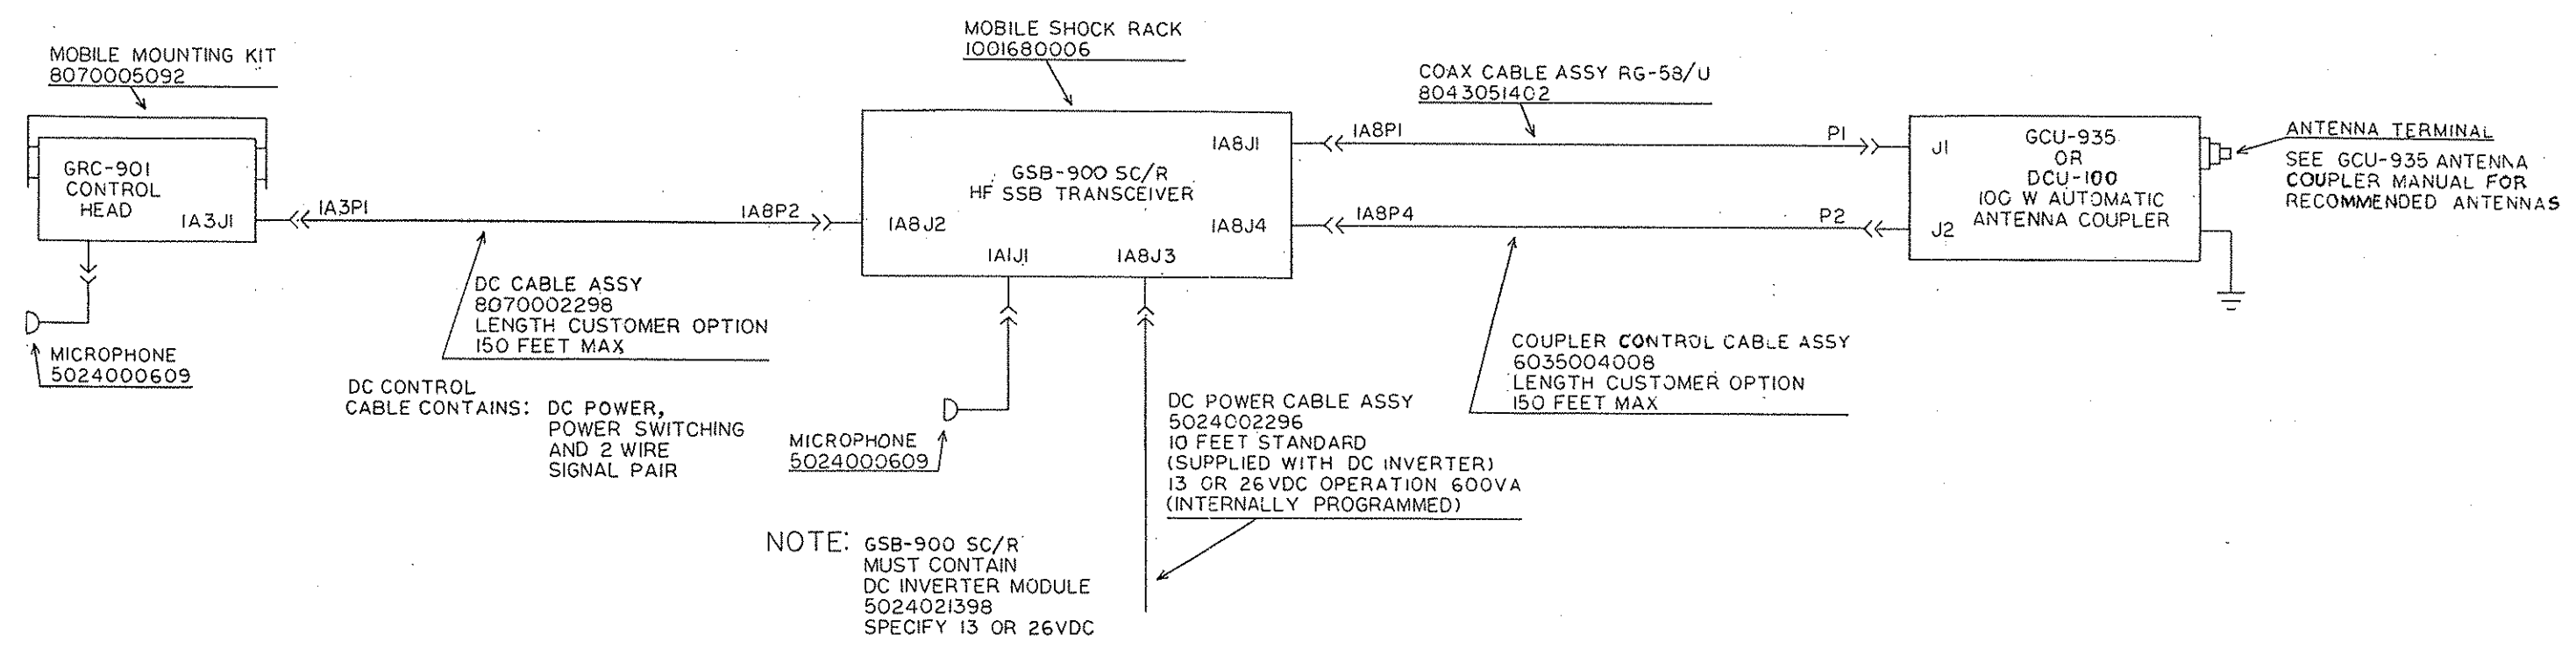 MOBILE MOUNTING KIT
8070005092
GRC-901
CONTROL
HEAD
1A3J1
1A3P1
1A8P2
MICROPHONE
5024000609
DC CABLE ASSY
8070002298
LENGTH CUSTOMER OPTION
150 FEET MAX
DC CONTROL
CABLE CONTAINS: DC POWER,
POWER SWITCHING
AND 2 WIRE
SIGNAL PAIR
MOBILE SHOCK RACK
1001680006
GSB-900 SC/R
HF SSB TRANSCEIVER
1A8J1
1A8J2
1A8J4
1A1J1
1A8J3
MICROPHONE
5024000609
DC POWER CABLE ASSY
5024002296
10 FEET STANDARD
(SUPPLIED WITH DC INVERTER)
13 OR 26VDC OPERATION 600VA
(INTERNALLY PROGRAMMED)
NOTE: GSB-900 SC/R
MUST CONTAIN
DC INVERTER MODULE
5024021398
SPECIFY 13 OR 26VDC
COAX CABLE ASSY RG-58/U
8043051402
1A8P1
P1
1A8P4
P2
COUPLER CONTROL CABLE ASSY
6035004008
LENGTH CUSTOMER OPTION
150 FEET MAX
J1
J2
GCU-935
OR
DCU-100
100 W AUTOMATIC
ANTENNA COUPLER
ANTENNA TERMINAL
SEE GCU-935 ANTENNA
COUPLER MANUAL FOR
RECOMMENDED ANTENNAS